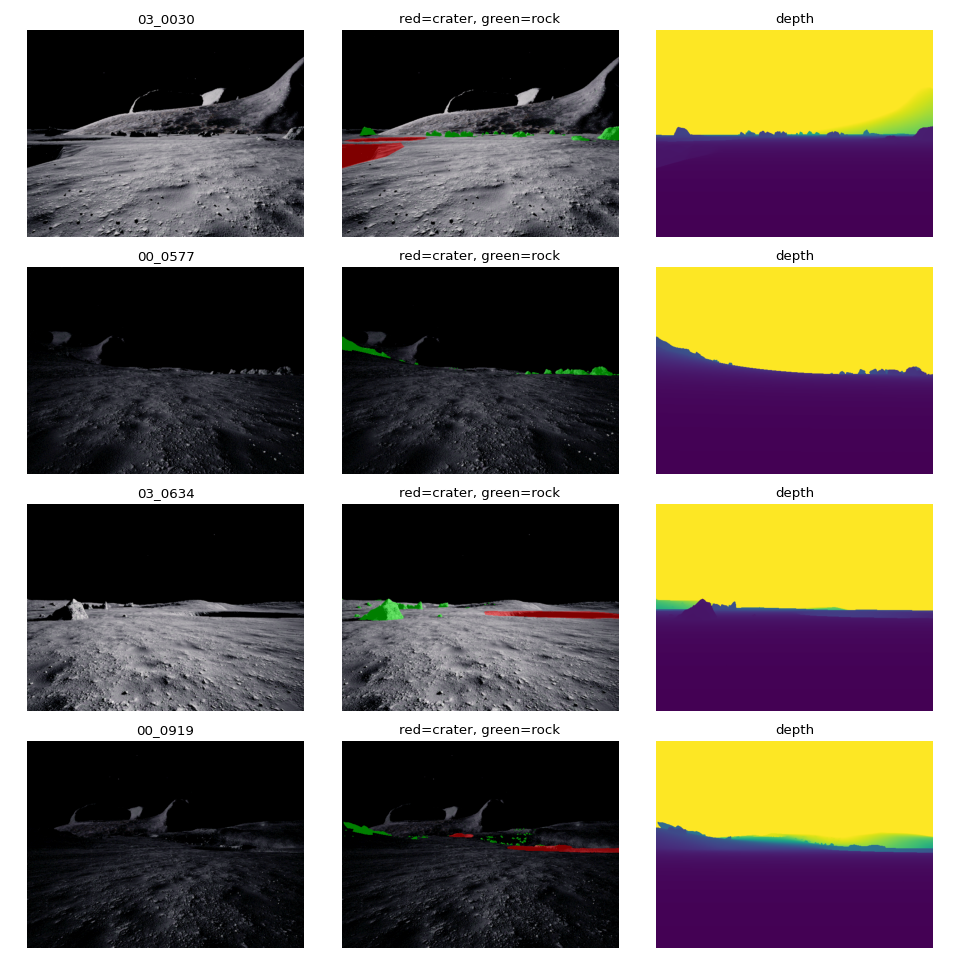 03_0030 red=crater, green=rock depth
00_0577 red=crater, green=rock depth
03_0634 red=crater, green=rock depth
00_0919 red=crater, green=rock depth